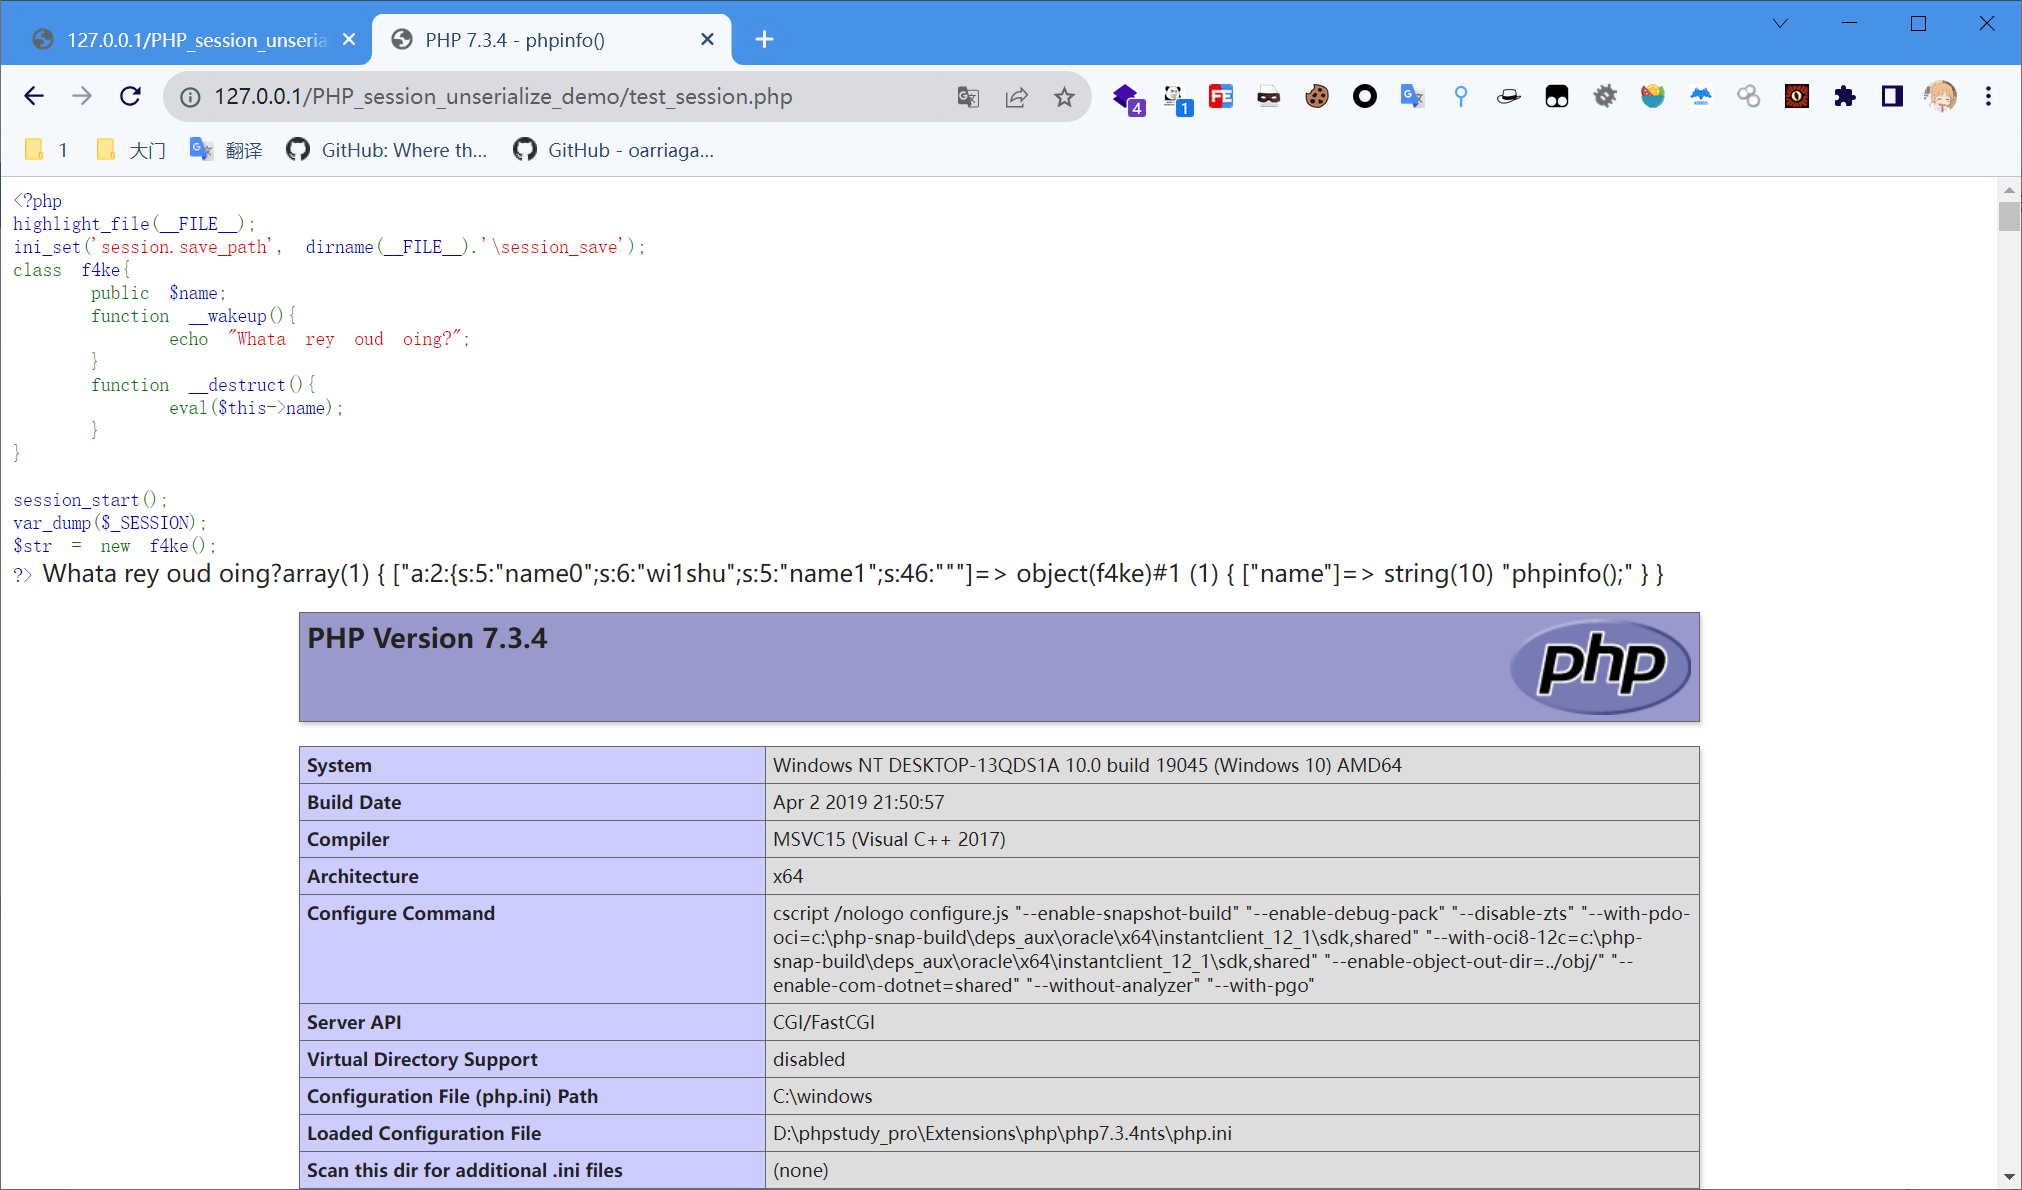 127.0.0.1/PHP_session_unseria
PHP 7.3.4 - phpinfo()
127.0.0.1/PHP_session_unserialize_demo/test_session.php
4
1
1
大门
翻译
GitHub: Where th...
GitHub - oarriaga...
<?php
highlight_file(__FILE__);
ini_set('session.save_path', dirname(__FILE__).'\session_save');
class f4ke{
public $name;
function __wakeup(){
echo "Whata rey oud oing?";
}
function __destruct(){
eval($this->name);
}
}
session_start();
var_dump($_SESSION);
$str = new f4ke();
?> Whata rey oud oing?array(1) { ["a:2:{s:5:"name0";s:6:"wi1shu";s:5:"name1";s:46:"""]=> object(f4ke)#1 (1) { ["name"]=> string(10) "phpinfo();" } }
PHP Version 7.3.4
php
System Windows NT DESKTOP-13QDS1A 10.0 build 19045 (Windows 10) AMD64
Build Date Apr 2 2019 21:50:57
Compiler MSVC15 (Visual C++ 2017)
Architecture x64
Configure Command cscript /nologo configure.js "--enable-snapshot-build" "--enable-debug-pack" "--disable-zts" "--with-pdo-
oci=c:\php-snap-build\deps_aux\oracle\x64\instantclient_12_1\sdk,shared" "--with-oci8-12c=c:\php-
snap-build\deps_aux\oracle\x64\instantclient_12_1\sdk,shared" "--enable-object-out-dir=../obj/" "--
enable-com-dotnet=shared" "--without-analyzer" "--with-pgo"
Server API CGI/FastCGI
Virtual Directory Support disabled
Configuration File (php.ini) Path C:\windows
Loaded Configuration File D:\phpstudy_pro\Extensions\php\php7.3.4nts\php.ini
Scan this dir for additional .ini files (none)